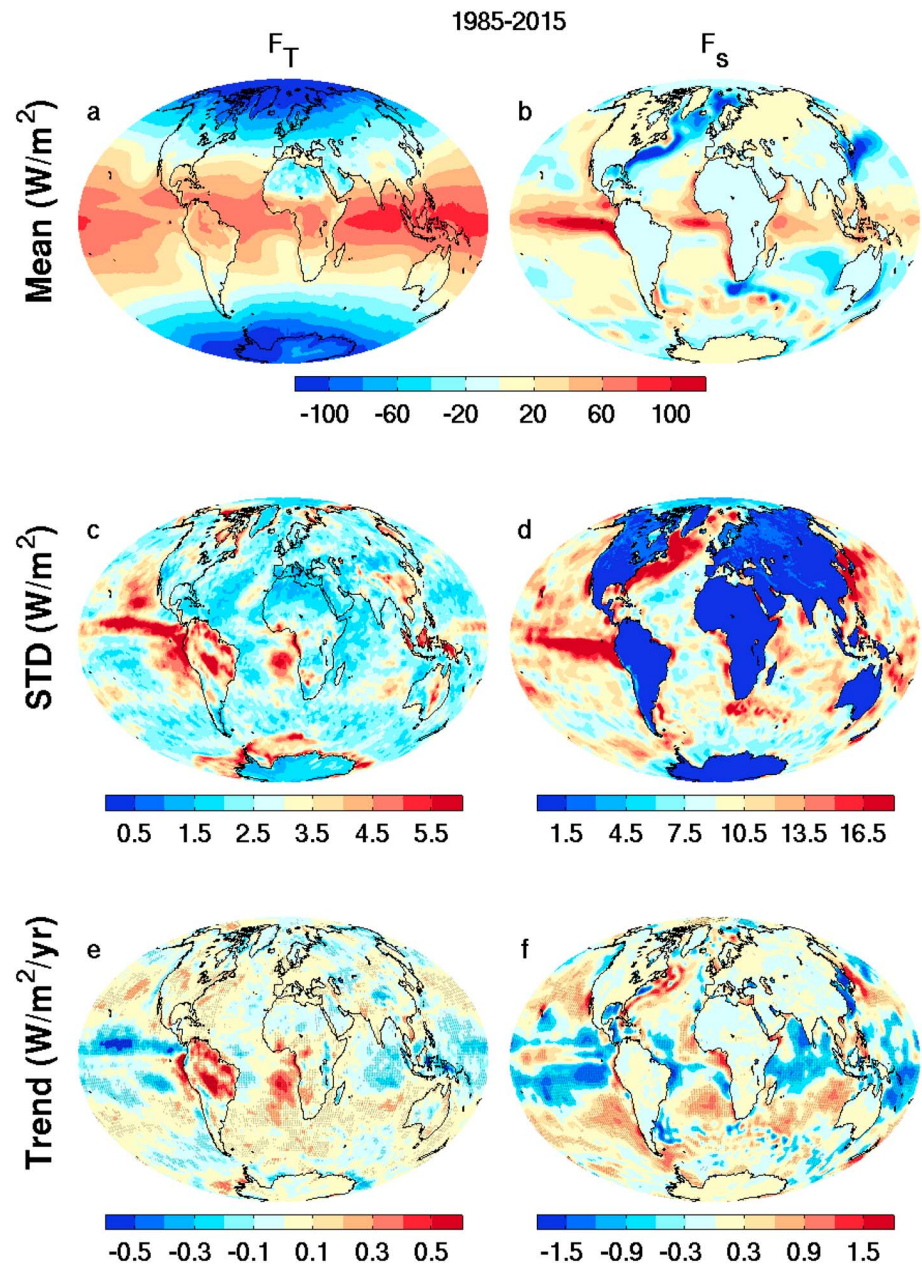 1985-2015
F_T F_s
Mean (W/m²)
a b
-100 -60 -20 20 60 100
STD (W/m²)
c d
0.5 1.5 2.5 3.5 4.5 5.5 1.5 4.5 7.5 10.5 13.5 16.5
Trend (W/m²/yr)
e f
-0.5 -0.3 -0.1 0.1 0.3 0.5 -1.5 -0.9 -0.3 0.3 0.9 1.5